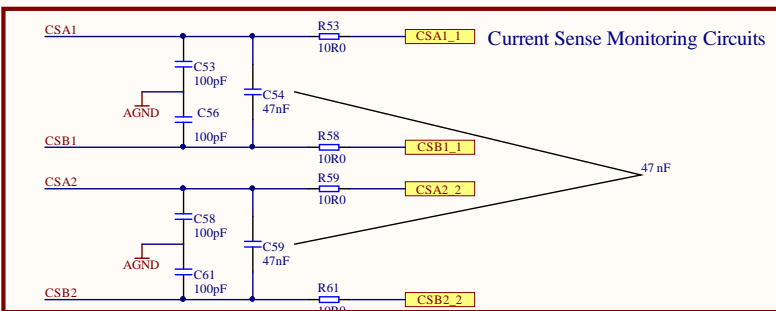 CSA1
R53
10R0
CSA1_1
Current Sense Monitoring Circuits
C53
100pF
C54
47nF
AGND
C56
100pF
CSB1
R58
10R0
CSB1_1
47 nF
CSA2
R59
10R0
CSA2_2
C58
100pF
C59
47nF
AGND
C61
100pF
CSB2
R61
10R0
CSB2_2